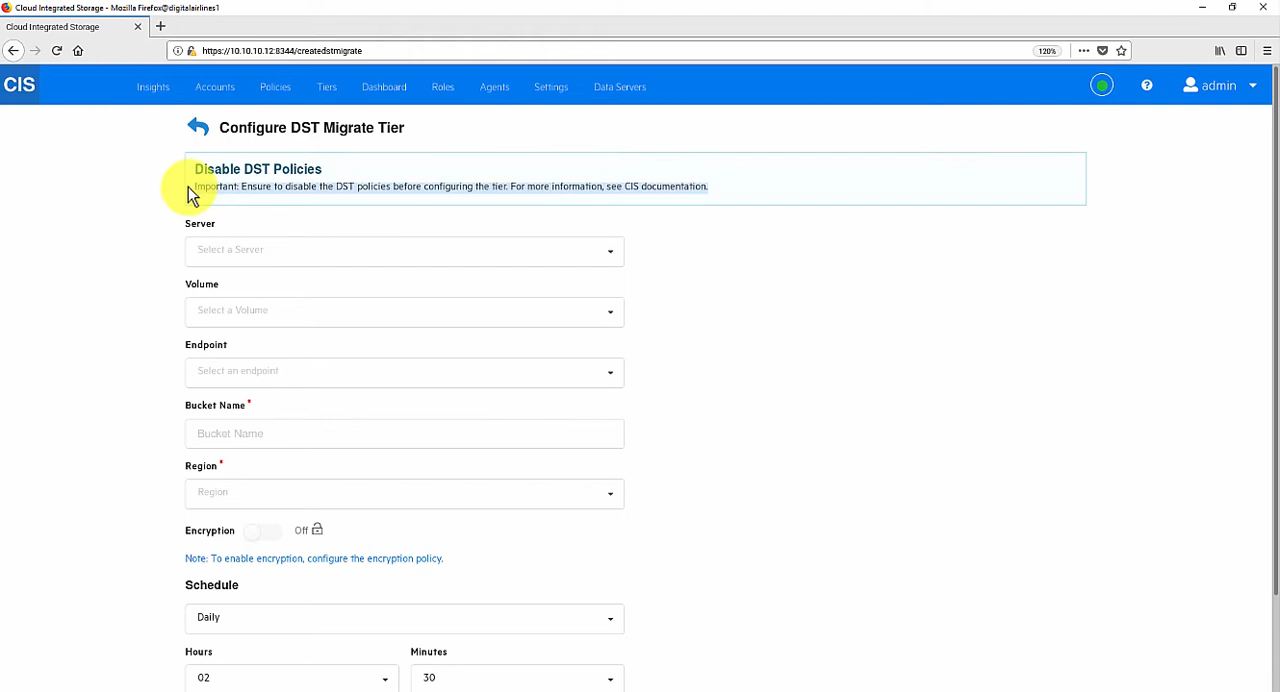 Cloud Integrated Storage - Mozilla Firefox@digitalairlines1
Cloud Integrated Storage
https://10.10.10.12:8344/createdstmigrate
120%
CIS
Insights Accounts Policies Tiers Dashboard Roles Agents Settings Data Servers
admin
Configure DST Migrate Tier
Disable DST Policies
Important: Ensure to disable the DST policies before configuring the tier. For more information, see CIS documentation.
Server
Select a Server
Volume
Select a Volume
Endpoint
Select an endpoint
Bucket Name *
Bucket Name
Region *
Region
Encryption Off
Note: To enable encryption, configure the encryption policy.
Schedule
Daily
Hours Minutes
02 30